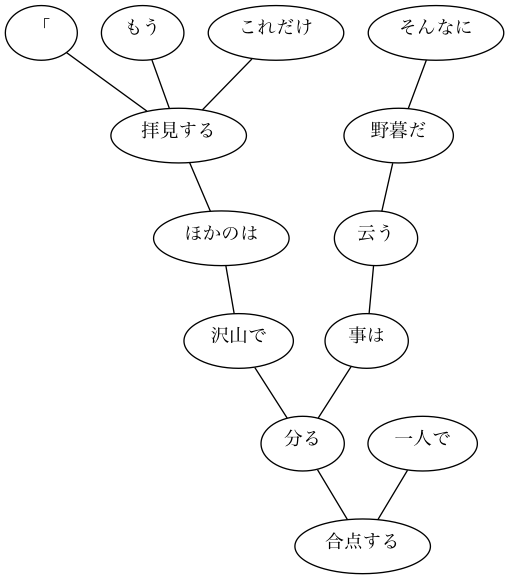 「 もう これだけ そんなに
拝見する 野暮だ
ほかのは 云う
沢山で 事は
分る 一人で
合点する